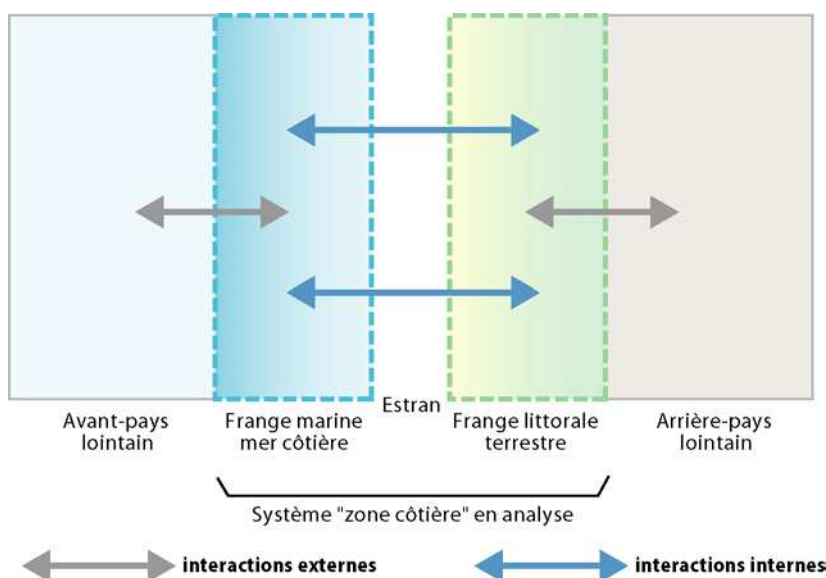 Avant-pays
lointain
Frange marine
mer côtière
Estran
Frange littorale
terrestre
Arrière-pays
lointain
Système "zone côtière" en analyse
interactions externes
interactions internes